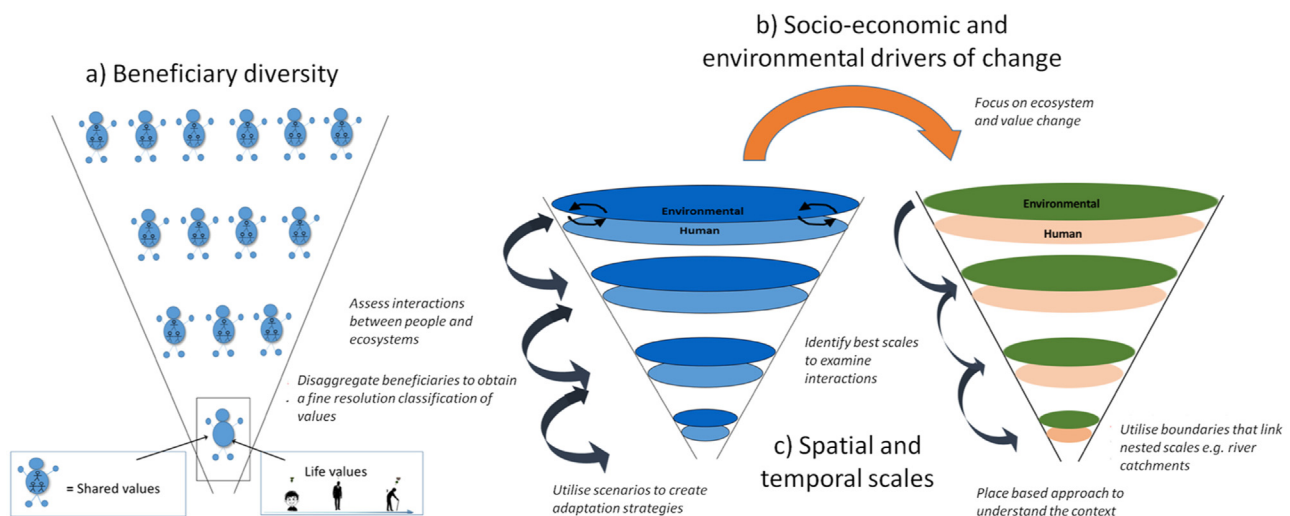 a) Beneficiary diversity
Assess interactions
between people and
ecosystems
Disaggregate beneficiaries to obtain
a fine resolution classification of
values
= Shared values
Life values
b) Socio-economic and
environmental drivers of change
Focus on ecosystem
and value change
Environmental
Human
Environmental
Human
Identify best scales
to examine
interactions
c) Spatial and
temporal scales
Utilise scenarios to create
adaptation strategies
Utilise boundaries that link
nested scales e.g. river
catchments
Place based approach to
understand the context